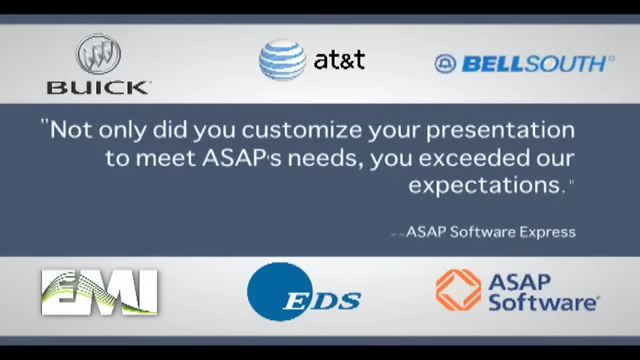 BUICK
at&t
BELLSOUTH
"Not only did you customize your presentation
to meet ASAP's needs, you exceeded our
expectations."
--ASAP Software Express
EMI
EDS
ASAP
Software